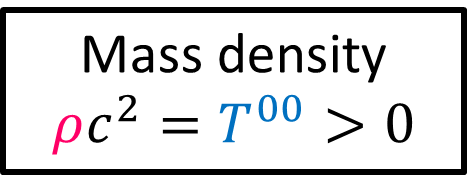 Mass density
ρc² = T⁰⁰ > 0